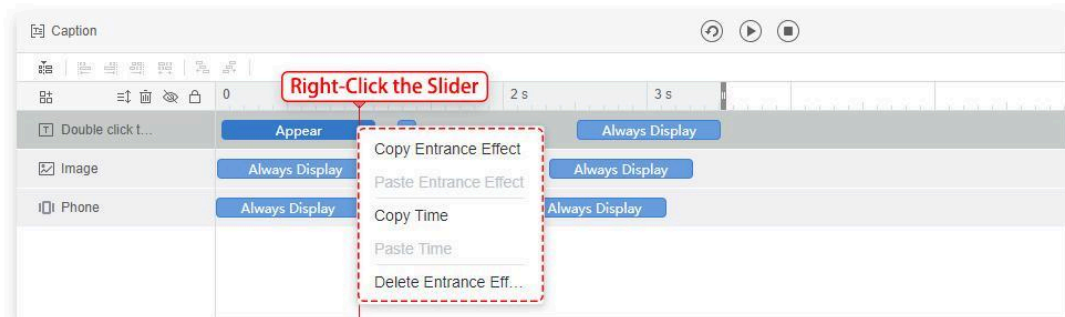 Caption
Right-Click the Slider
0
2 s
3 s
Double click t...
Appear
Always Display
Image
Always Display
Always Display
Phone
Always Display
Always Display
Copy Entrance Effect
Paste Entrance Effect
Copy Time
Paste Time
Delete Entrance Eff...